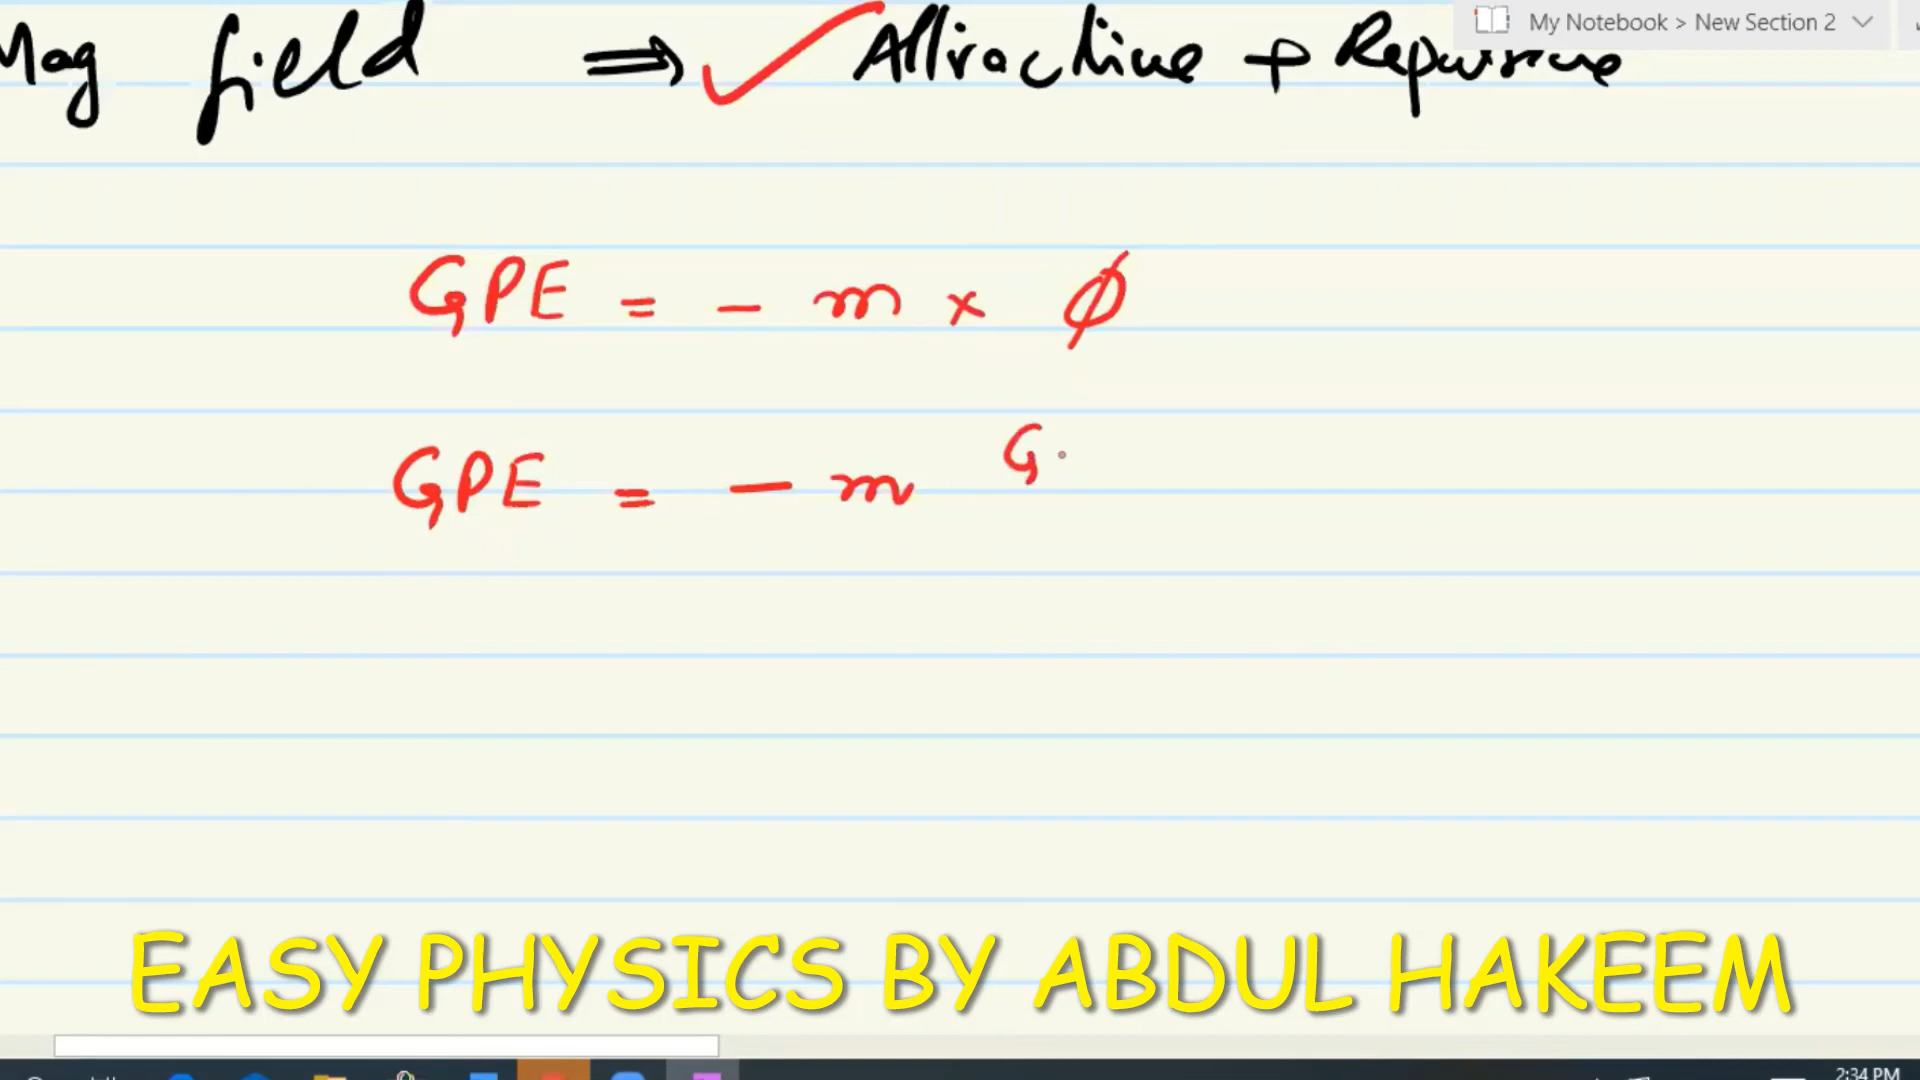 My Notebook > New Section 2
Mag field ⇒ ✓ Attractive + Repulsive
GPE = - m × ϕ
GPE = - m G
EASY PHYSICS BY ABDUL HAKEEM
2:34 PM